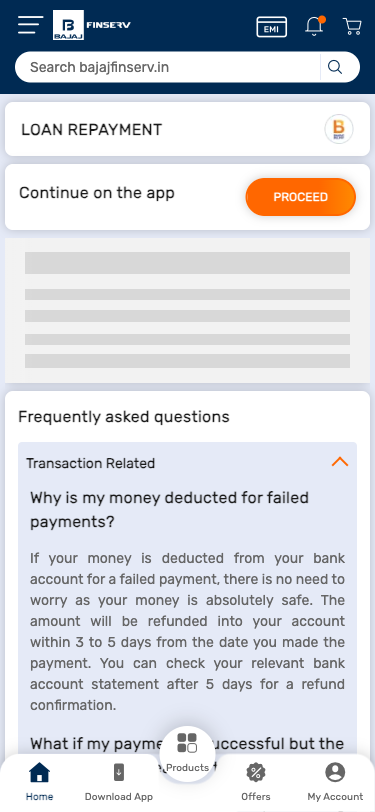 B
BAJAJ
FINSERV
EMI
Search bajajfinserv.in
LOAN REPAYMENT
B
Continue on the app
PROCEED
Frequently asked questions
Transaction Related
Why is my money deducted for failed
payments?
If your money is deducted from your bank
account for a failed payment, there is no need to
worry as your money is absolutely safe. The
amount will be refunded into your account
within 3 to 5 days from the date you made the
payment. You can check your relevant bank
account statement after 5 days for a refund
confirmation.
What if my successful but the
Products
Home
Download App
Offers
My Account